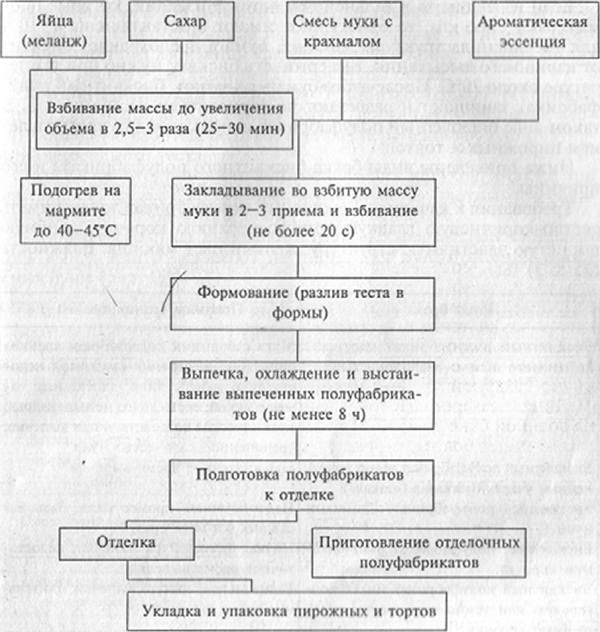 Яйца
(меланж)
Сахар
Смесь муки с
крахмалом
Ароматическая
эссенция
Взбивание массы до увеличения
объема в 2,5—3 раза (25—30 мин)
Подогрев на
мармите
до 40—45°С
Закладывание во взбитую массу
муки в 2—3 приема и взбивание
(не более 20 с)
Формование (разлив теста в
формы)
Выпечка, охлаждение и выстаи-
вание выпеченных полуфабрика-
тов (не менее 8 ч)
Подготовка полуфабрикатов
к отделке
Отделка
Приготовление отделочных
полуфабрикатов
Укладка и упаковка пирожных и тортов